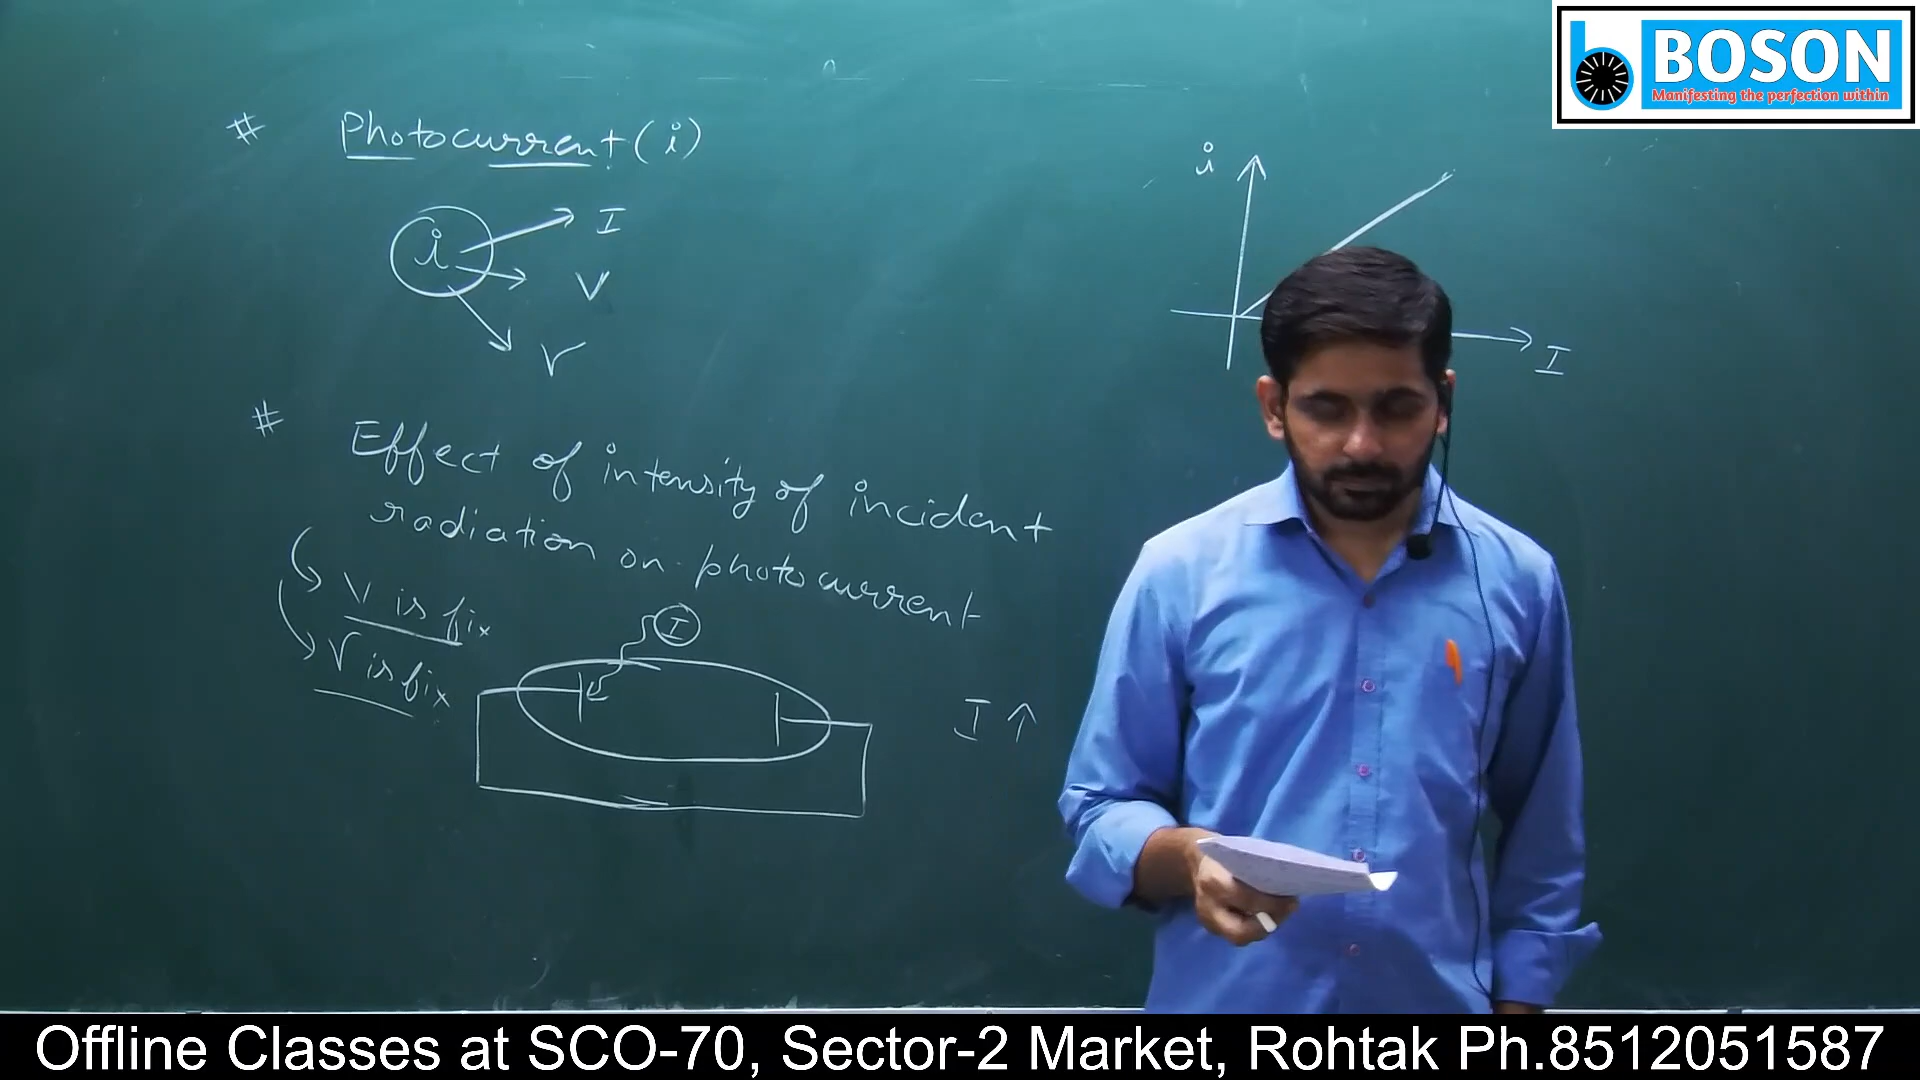 # Photocurrent (i)
i
I
V
ν
# Effect of intensity of incident
radiation on photocurrent
V is fix
ν is fix
I
I ↑
i
I
BOSON
Manifesting the perfection within
Offline Classes at SCO-70, Sector-2 Market, Rohtak Ph.8512051587